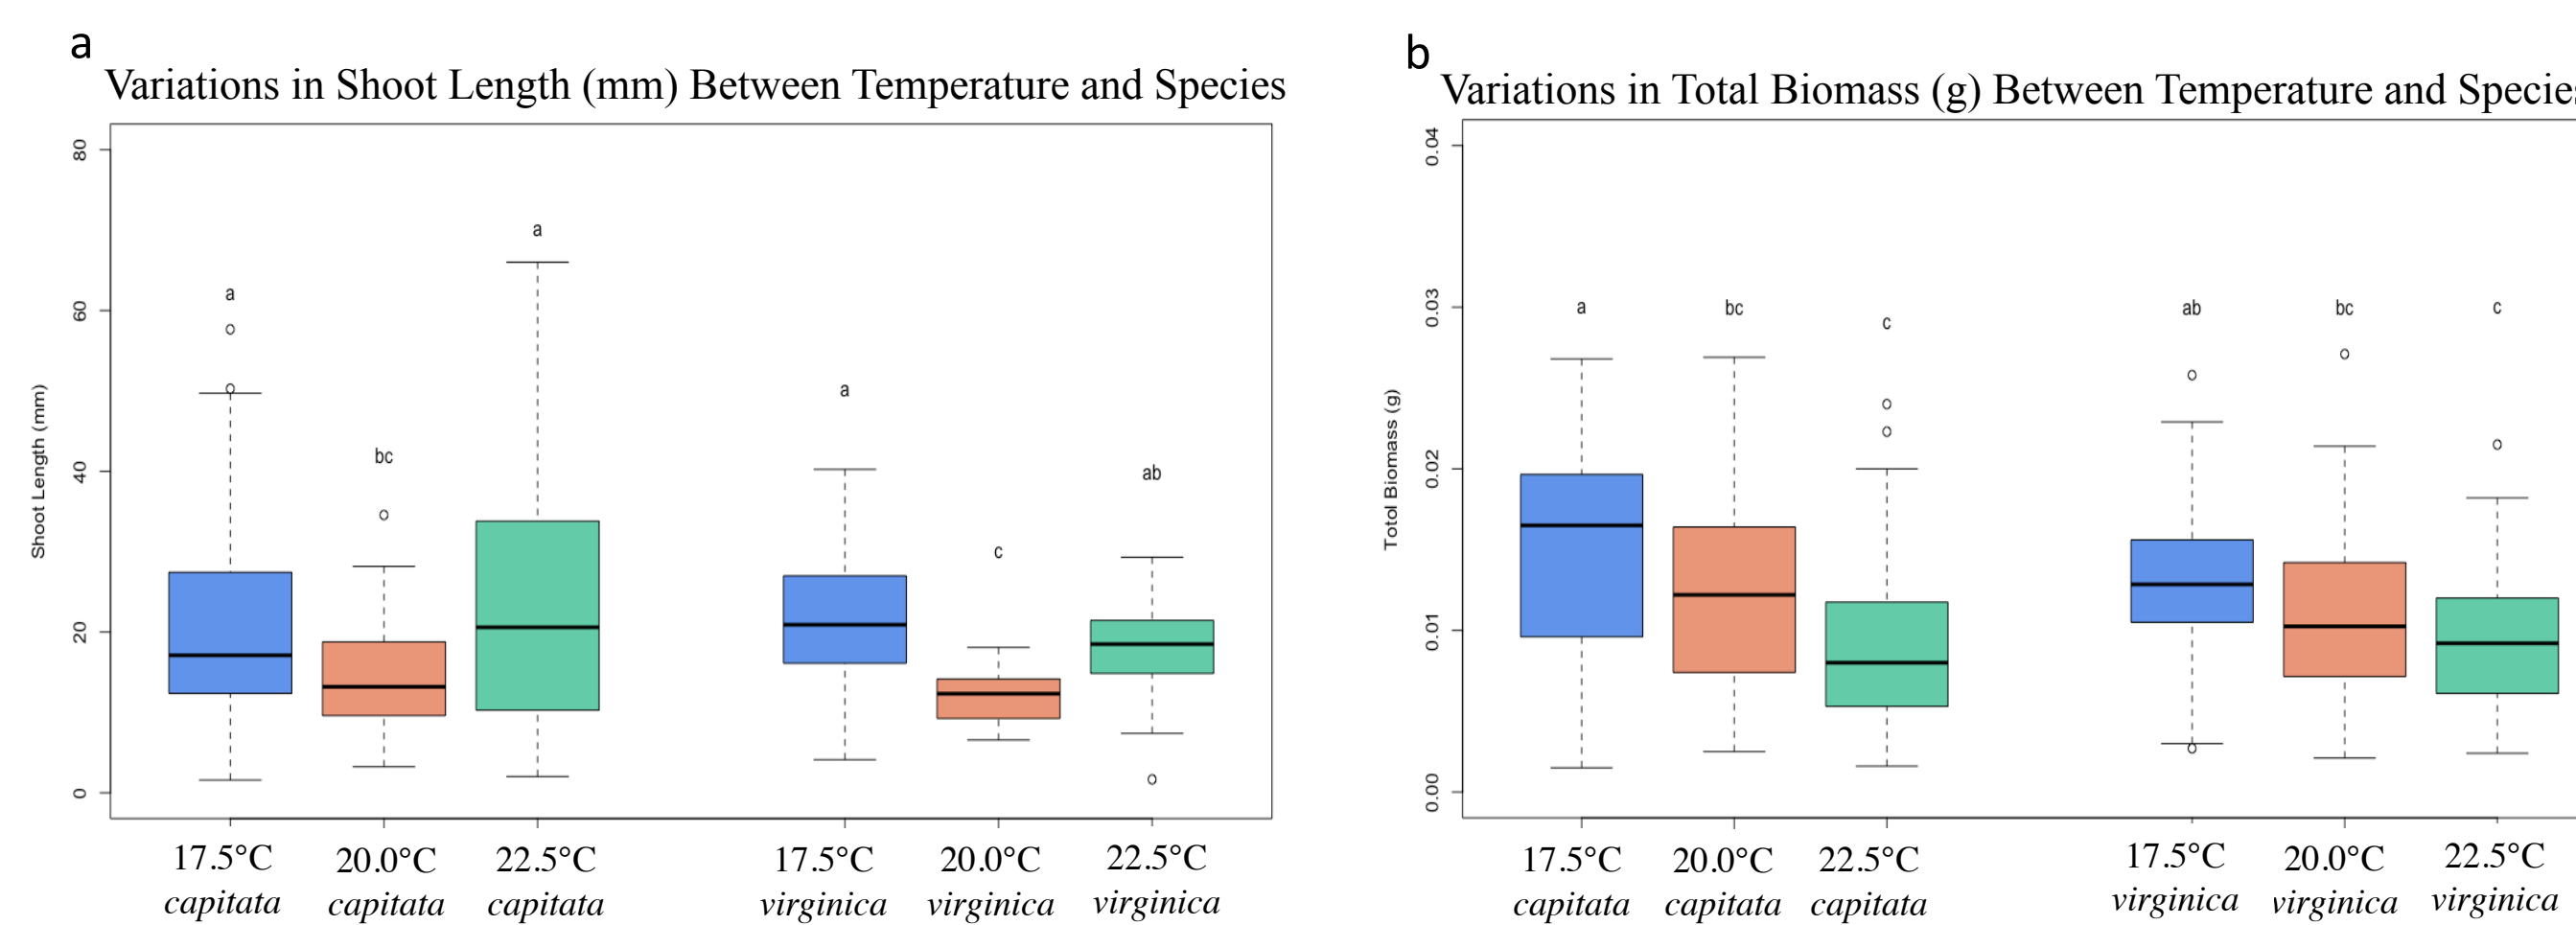 a
Variations in Shoot Length (mm) Between Temperature and Species
80
60
40
20
0
Shoot Length (mm)
a
bc
a
a
c
ab
17.5°C 20.0°C 22.5°C 17.5°C 20.0°C 22.5°C
capitata capitata capitata virginica virginica virginica
b
Variations in Total Biomass (g) Between Temperature and Specie
0.04
0.03
0.02
0.01
0.00
Totol Biomass (g)
a
bc
c
ab
bc
c
17.5°C 20.0°C 22.5°C 17.5°C 20.0°C 22.5°C
capitata capitata capitata virginica virginica virginica